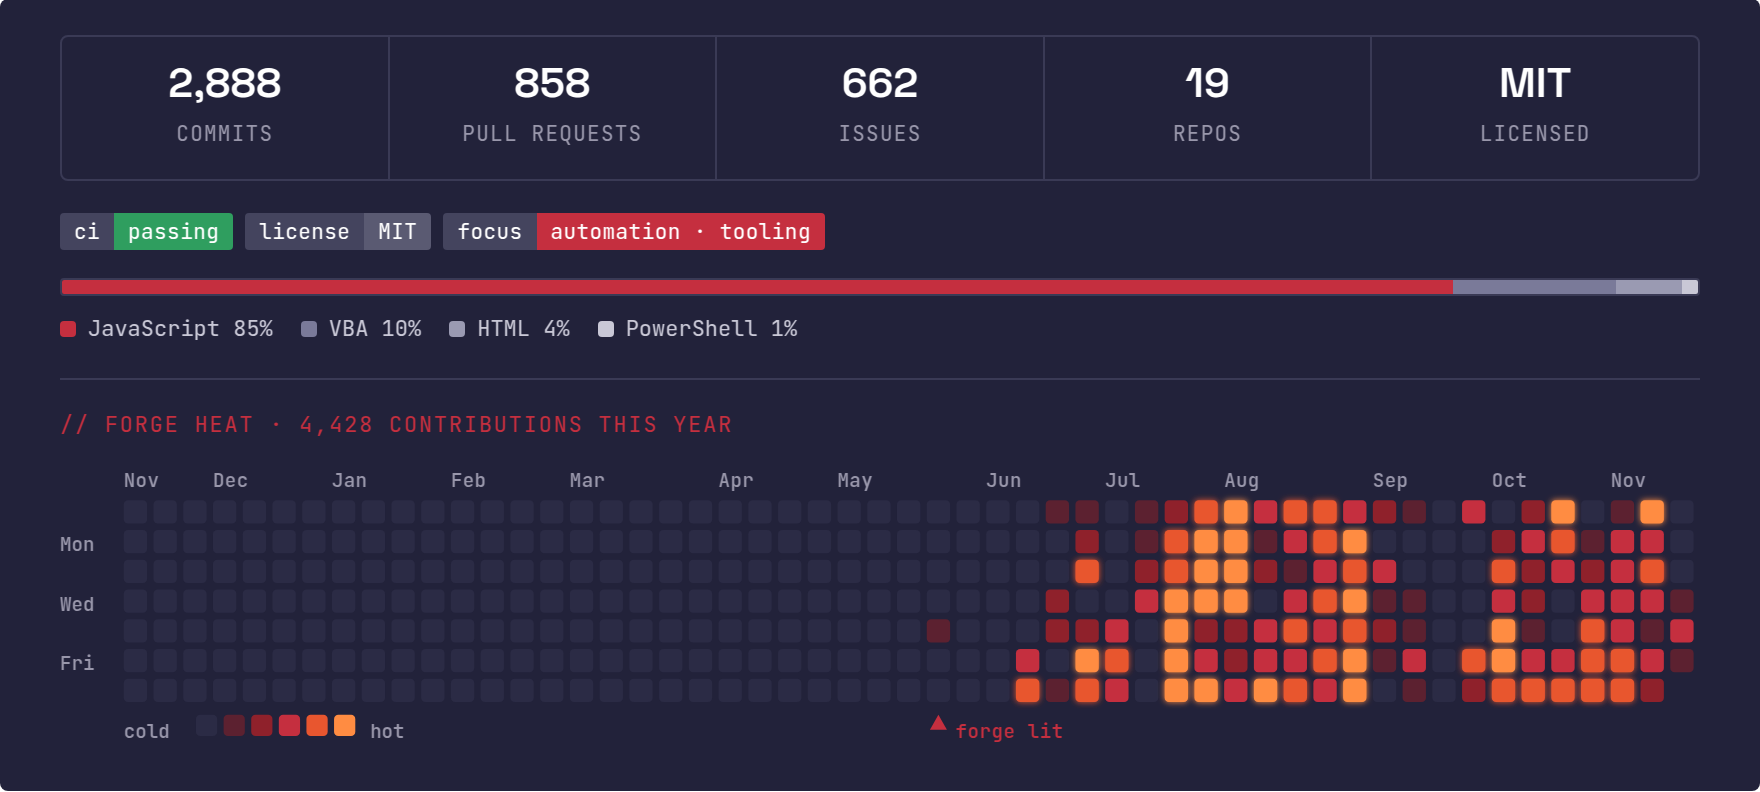 2,888 858 662 19 MIT
COMMITS PULL REQUESTS ISSUES REPOS LICENSED
ci passing license MIT focus automation · tooling
JavaScript 85% VBA 10% HTML 4% PowerShell 1%
// FORGE HEAT · 4,428 CONTRIBUTIONS THIS YEAR
Nov Dec Jan Feb Mar Apr May Jun Jul Aug Sep Oct Nov
Mon
Wed
Fri
cold hot forge lit